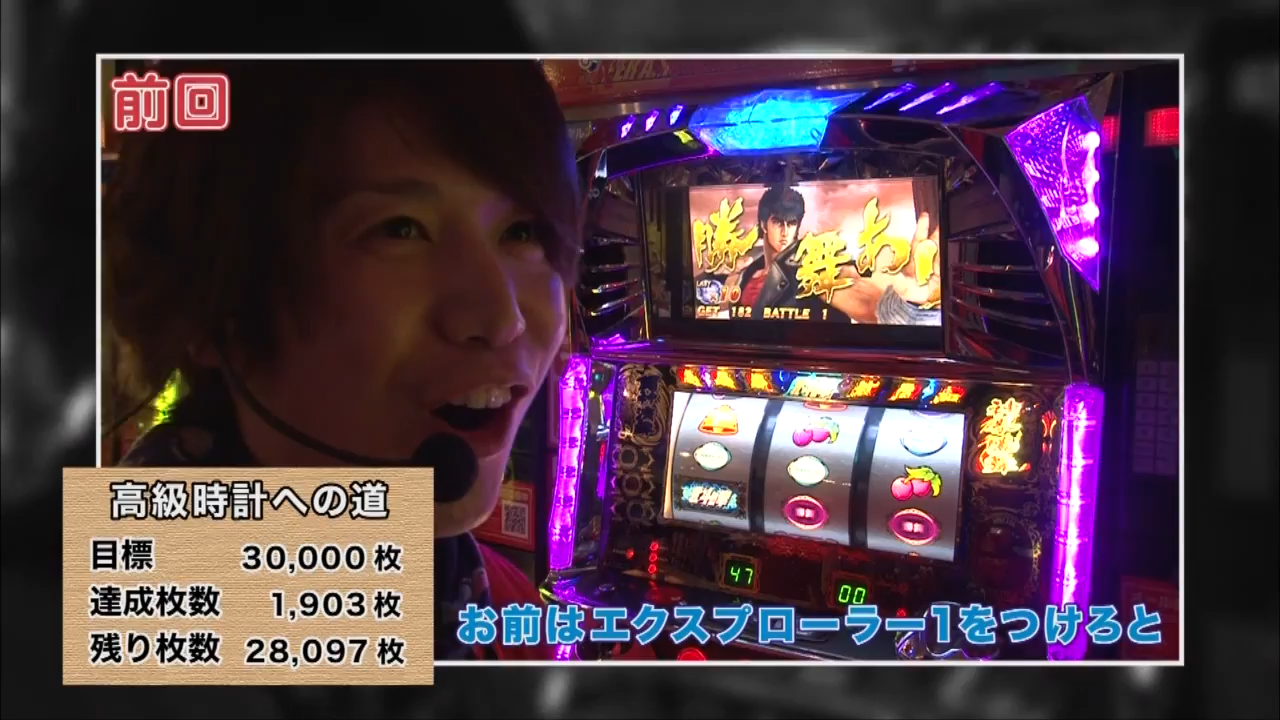 前回
勝舞あり
GET 182 BATTLE 1
47
00
高級時計への道
目標 30,000枚
達成枚数 1,903枚
残り枚数 28,097枚
お前はエクスプローラー1をつけろと